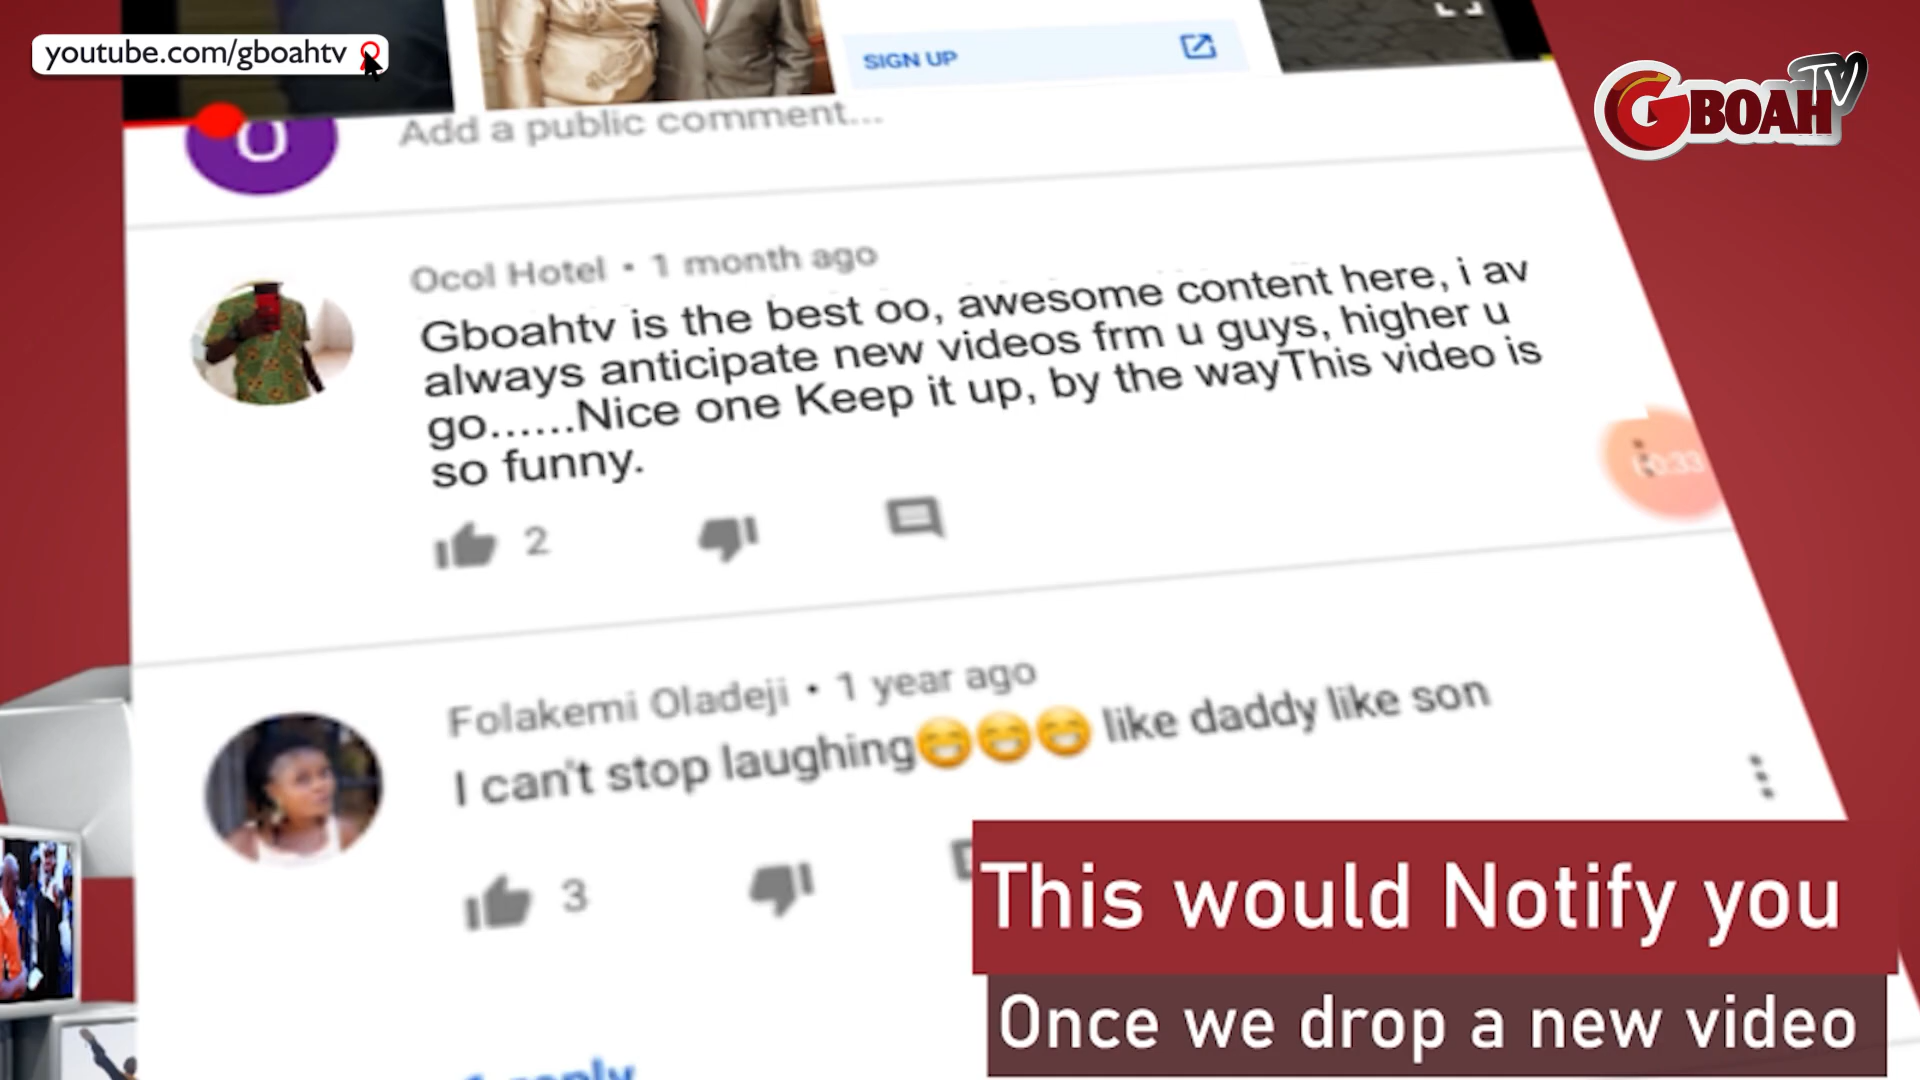 youtube.com/gboahtv
SIGN UP
GBOAH TV
Add a public comment...
Ocol Hotel • 1 month ago
Gboahtv is the best oo, awesome content here, i av
always anticipate new videos frm u guys, higher u
go......Nice one Keep it up, by the wayThis video is
so funny.
2
Folakemi Oladeji • 1 year ago
I can't stop laughing😁😁😁 like daddy like son
3
This would Notify you
Once we drop a new video
reply